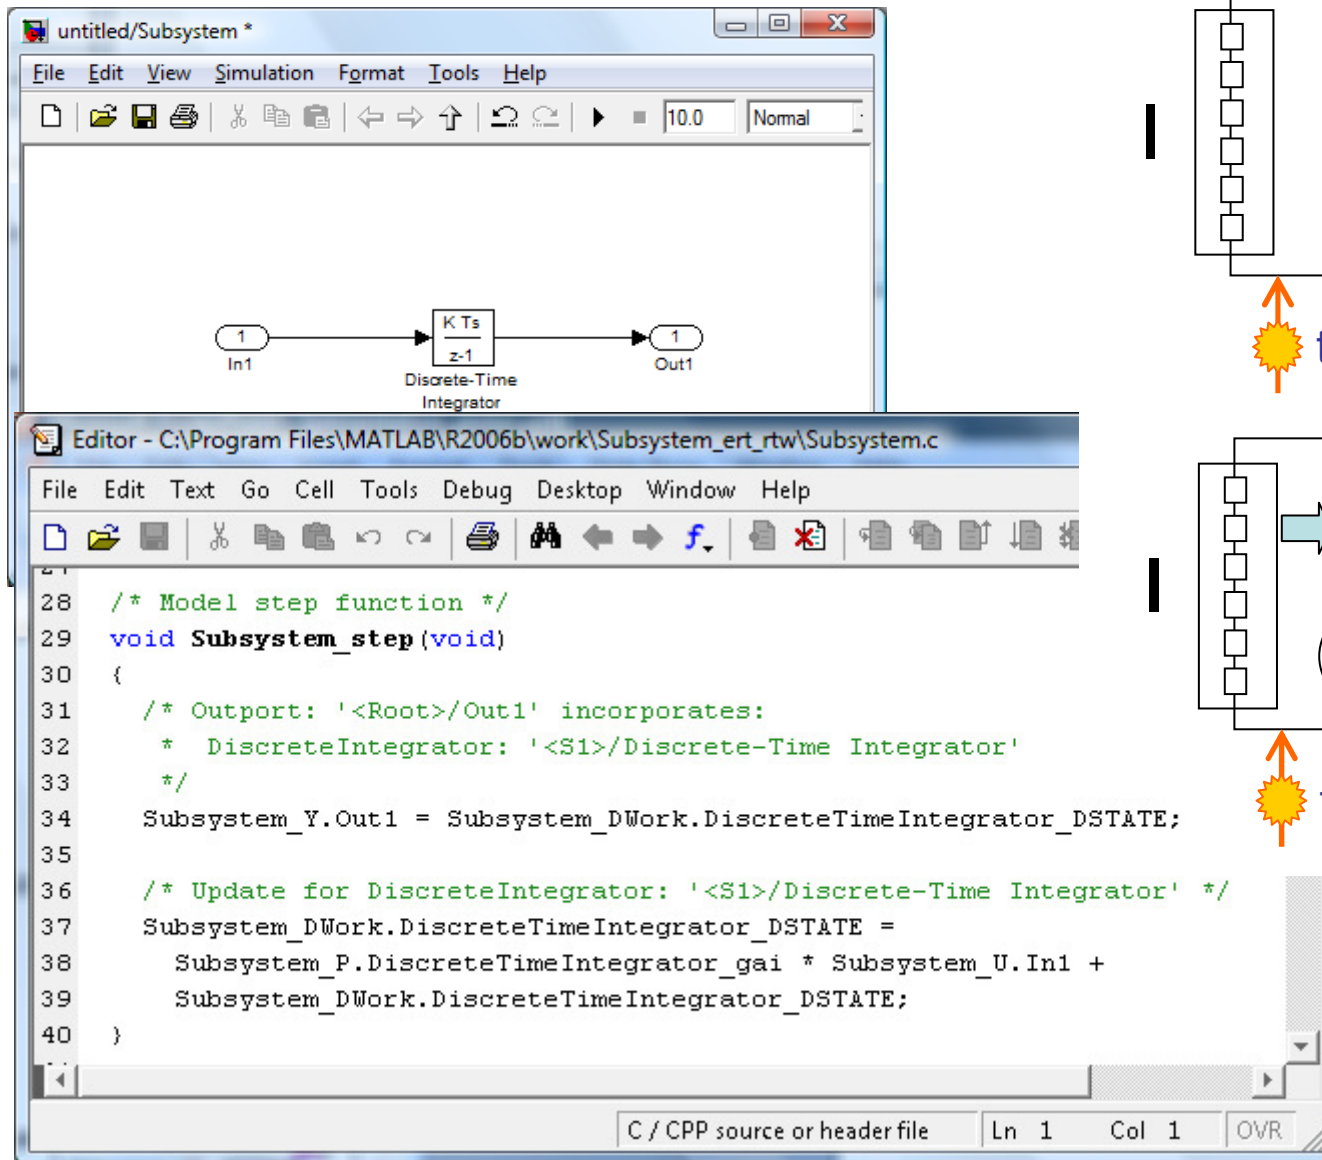 untitled/Subsystem *
File Edit View Simulation Format Tools Help
10.0 Normal
1
In1
K Ts
z-1
Discrete-Time
Integrator
1
Out1
Editor - C:\Program Files\MATLAB\R2006b\work\Subsystem_ert_rtw\Subsystem.c
File Edit Text Go Cell Tools Debug Desktop Window Help
28 /* Model step function */
29 void Subsystem_step(void)
30 {
31 /* Outport: '<Root>/Out1' incorporates:
32 * DiscreteIntegrator: '<S1>/Discrete-Time Integrator'
33 */
34 Subsystem_Y.Out1 = Subsystem_DWork.DiscreteTimeIntegrator_DSTATE;
35
36 /* Update for DiscreteIntegrator: '<S1>/Discrete-Time Integrator' */
37 Subsystem_DWork.DiscreteTimeIntegrator_DSTATE =
38 Subsystem_P.DiscreteTimeIntegrator_gai * Subsystem_U.In1 +
39 Subsystem_DWork.DiscreteTimeIntegrator_DSTATE;
40 }
C / CPP source or header file Ln 1 Col 1 OVR